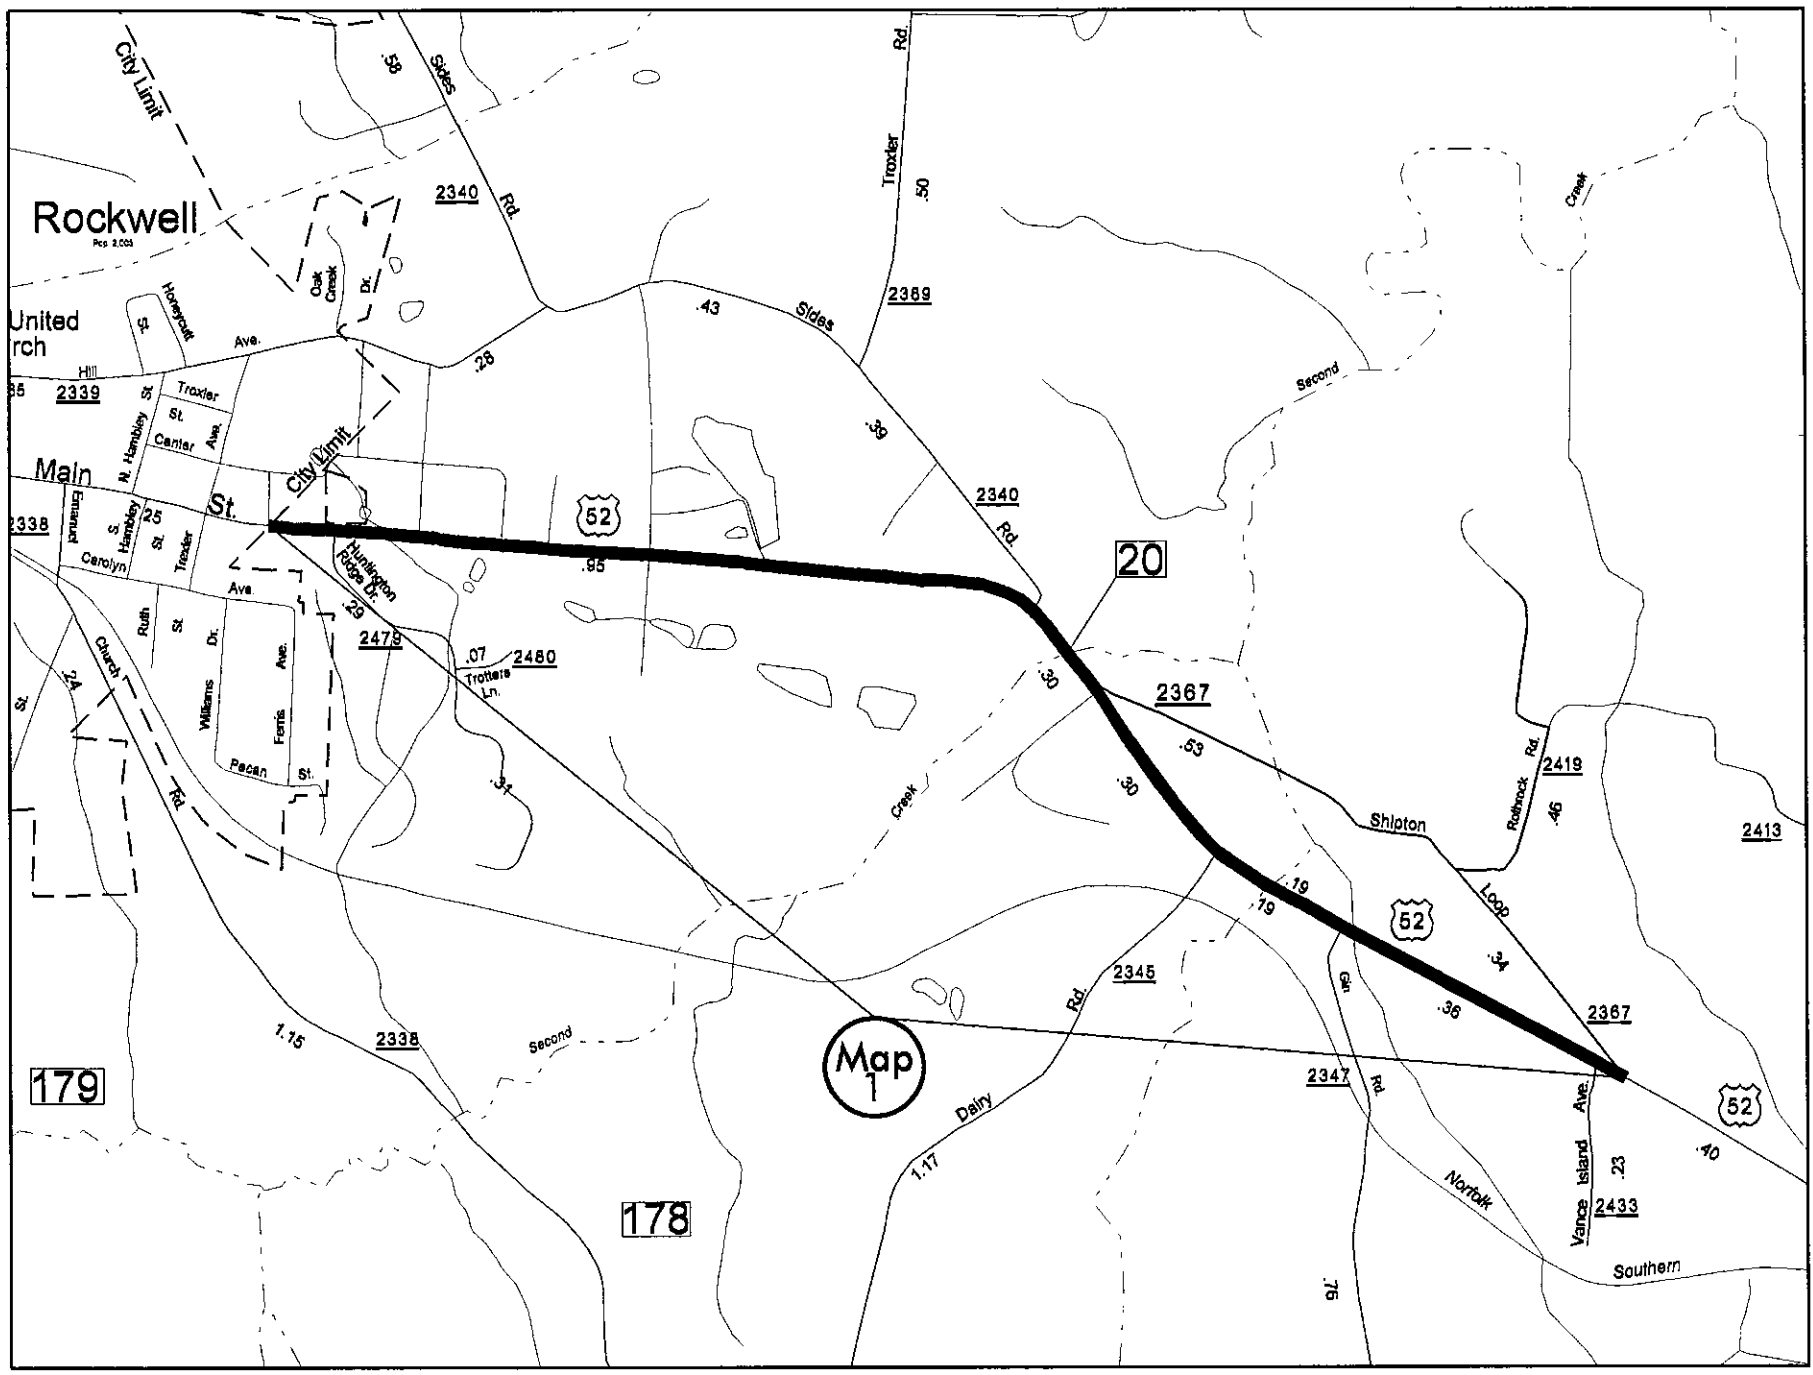 City Limit
.58
Sides
Rd.
Troxler
.50
Rockwell
2340
Rd.
Creek
Oak
Creek
Dr.
Honeycutt
St.
2389
.43
Sides
United
rch
Ave.
.28
Hill
2339
Troxler
St.
N. Hambley
St.
Center
Ave.
Second
.39
City Limit
Main
St.
2338
Emanuel
S.
Hambley
St.
25
Troxler
Carolyn
Ave.
52
.95
2340
Rd.
20
Huntington
Ridge Dr.
.29
2479
.07
2480
Trotters
Ln.
.31
Ruth
St.
Dr.
Williams
Ferris
Ave.
Pecan
St.
Church
Rd.
.24
St.
.30
2367
.53
.30
Creek
Shipton
Rothrock
Rd.
2419
.46
2413
Loop
.19
.19
52
.34
.36
2345
Rd.
Gin
2367
1.15
2338
Second
Map
1
2347
Rd.
Dairy
1.17
179
178
Ave.
52
.40
.23
Vance Island
2433
Norfolk
Southern
.76